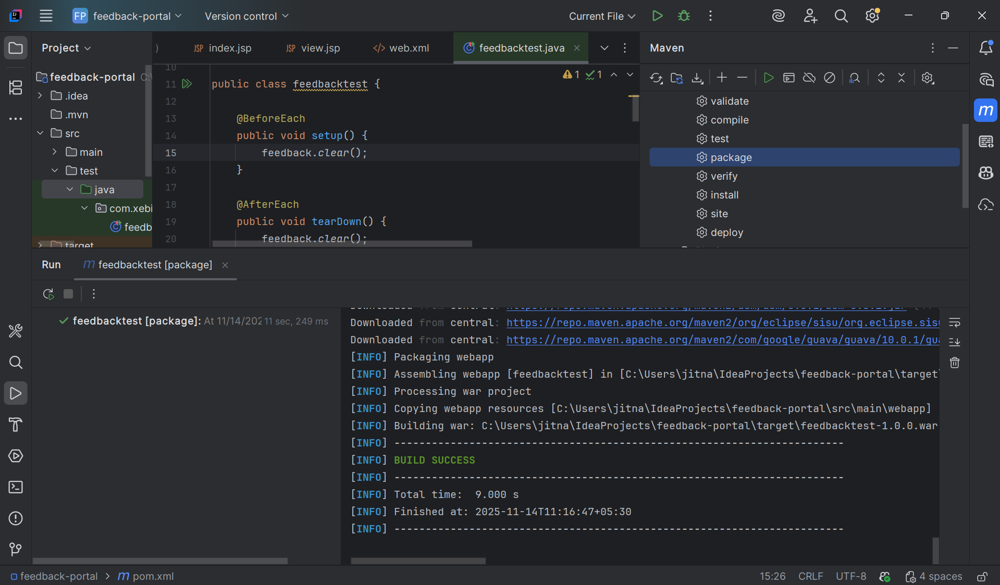 FP feedback-portal Version control Current File
Project
) index.jsp view.jsp web.xml feedbacktest.java
Maven
feedback-portal C:\
.idea
.mvn
src
main
test
java
com.xebi
feedb
target
10
11 public class feedbacktest {
12
13 @BeforeEach
14 public void setup() {
15 feedback.clear();
16 }
17
18 @AfterEach
19 public void tearDown() {
20 feedback.clear();
1 1
validate
compile
test
package
verify
install
site
deploy
Run m feedbacktest [package]
feedbacktest [package]: At 11/14/202 11 sec, 249 ms
Downloaded from central: https://repo.maven.apache.org/maven2/org/eclipse/sisu/org.eclipse.sisu
Downloaded from central: https://repo.maven.apache.org/maven2/com/google/guava/guava/10.0.1/gua
[INFO] Packaging webapp
[INFO] Assembling webapp [feedbacktest] in [C:\Users\jitna\IdeaProjects\feedback-portal\target\
[INFO] Processing war project
[INFO] Copying webapp resources [C:\Users\jitna\IdeaProjects\feedback-portal\src\main\webapp]
[INFO] Building war: C:\Users\jitna\IdeaProjects\feedback-portal\target\feedbacktest-1.0.0.war
[INFO] ------------------------------------------------------------------------
[INFO] BUILD SUCCESS
[INFO] ------------------------------------------------------------------------
[INFO] Total time:  9.000 s
[INFO] Finished at: 2025-11-14T11:16:47+05:30
[INFO] ------------------------------------------------------------------------
feedback-portal > m pom.xml 15:26 CRLF UTF-8 4 spaces